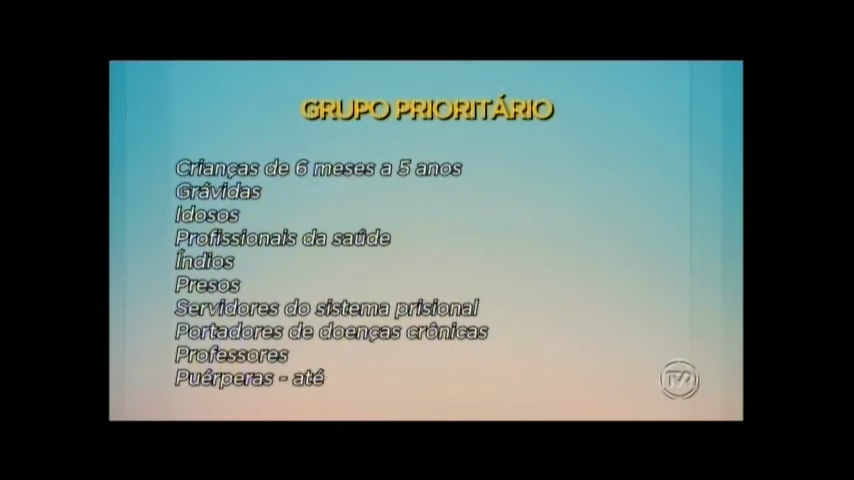 GRUPO PRIORITÁRIO
Crianças de 6 meses a 5 anos
Grávidas
Idosos
Profissionais da saúde
Índios
Presos
Servidores do sistema prisional
Portadores de doenças crônicas
Professores
Puérperas - até